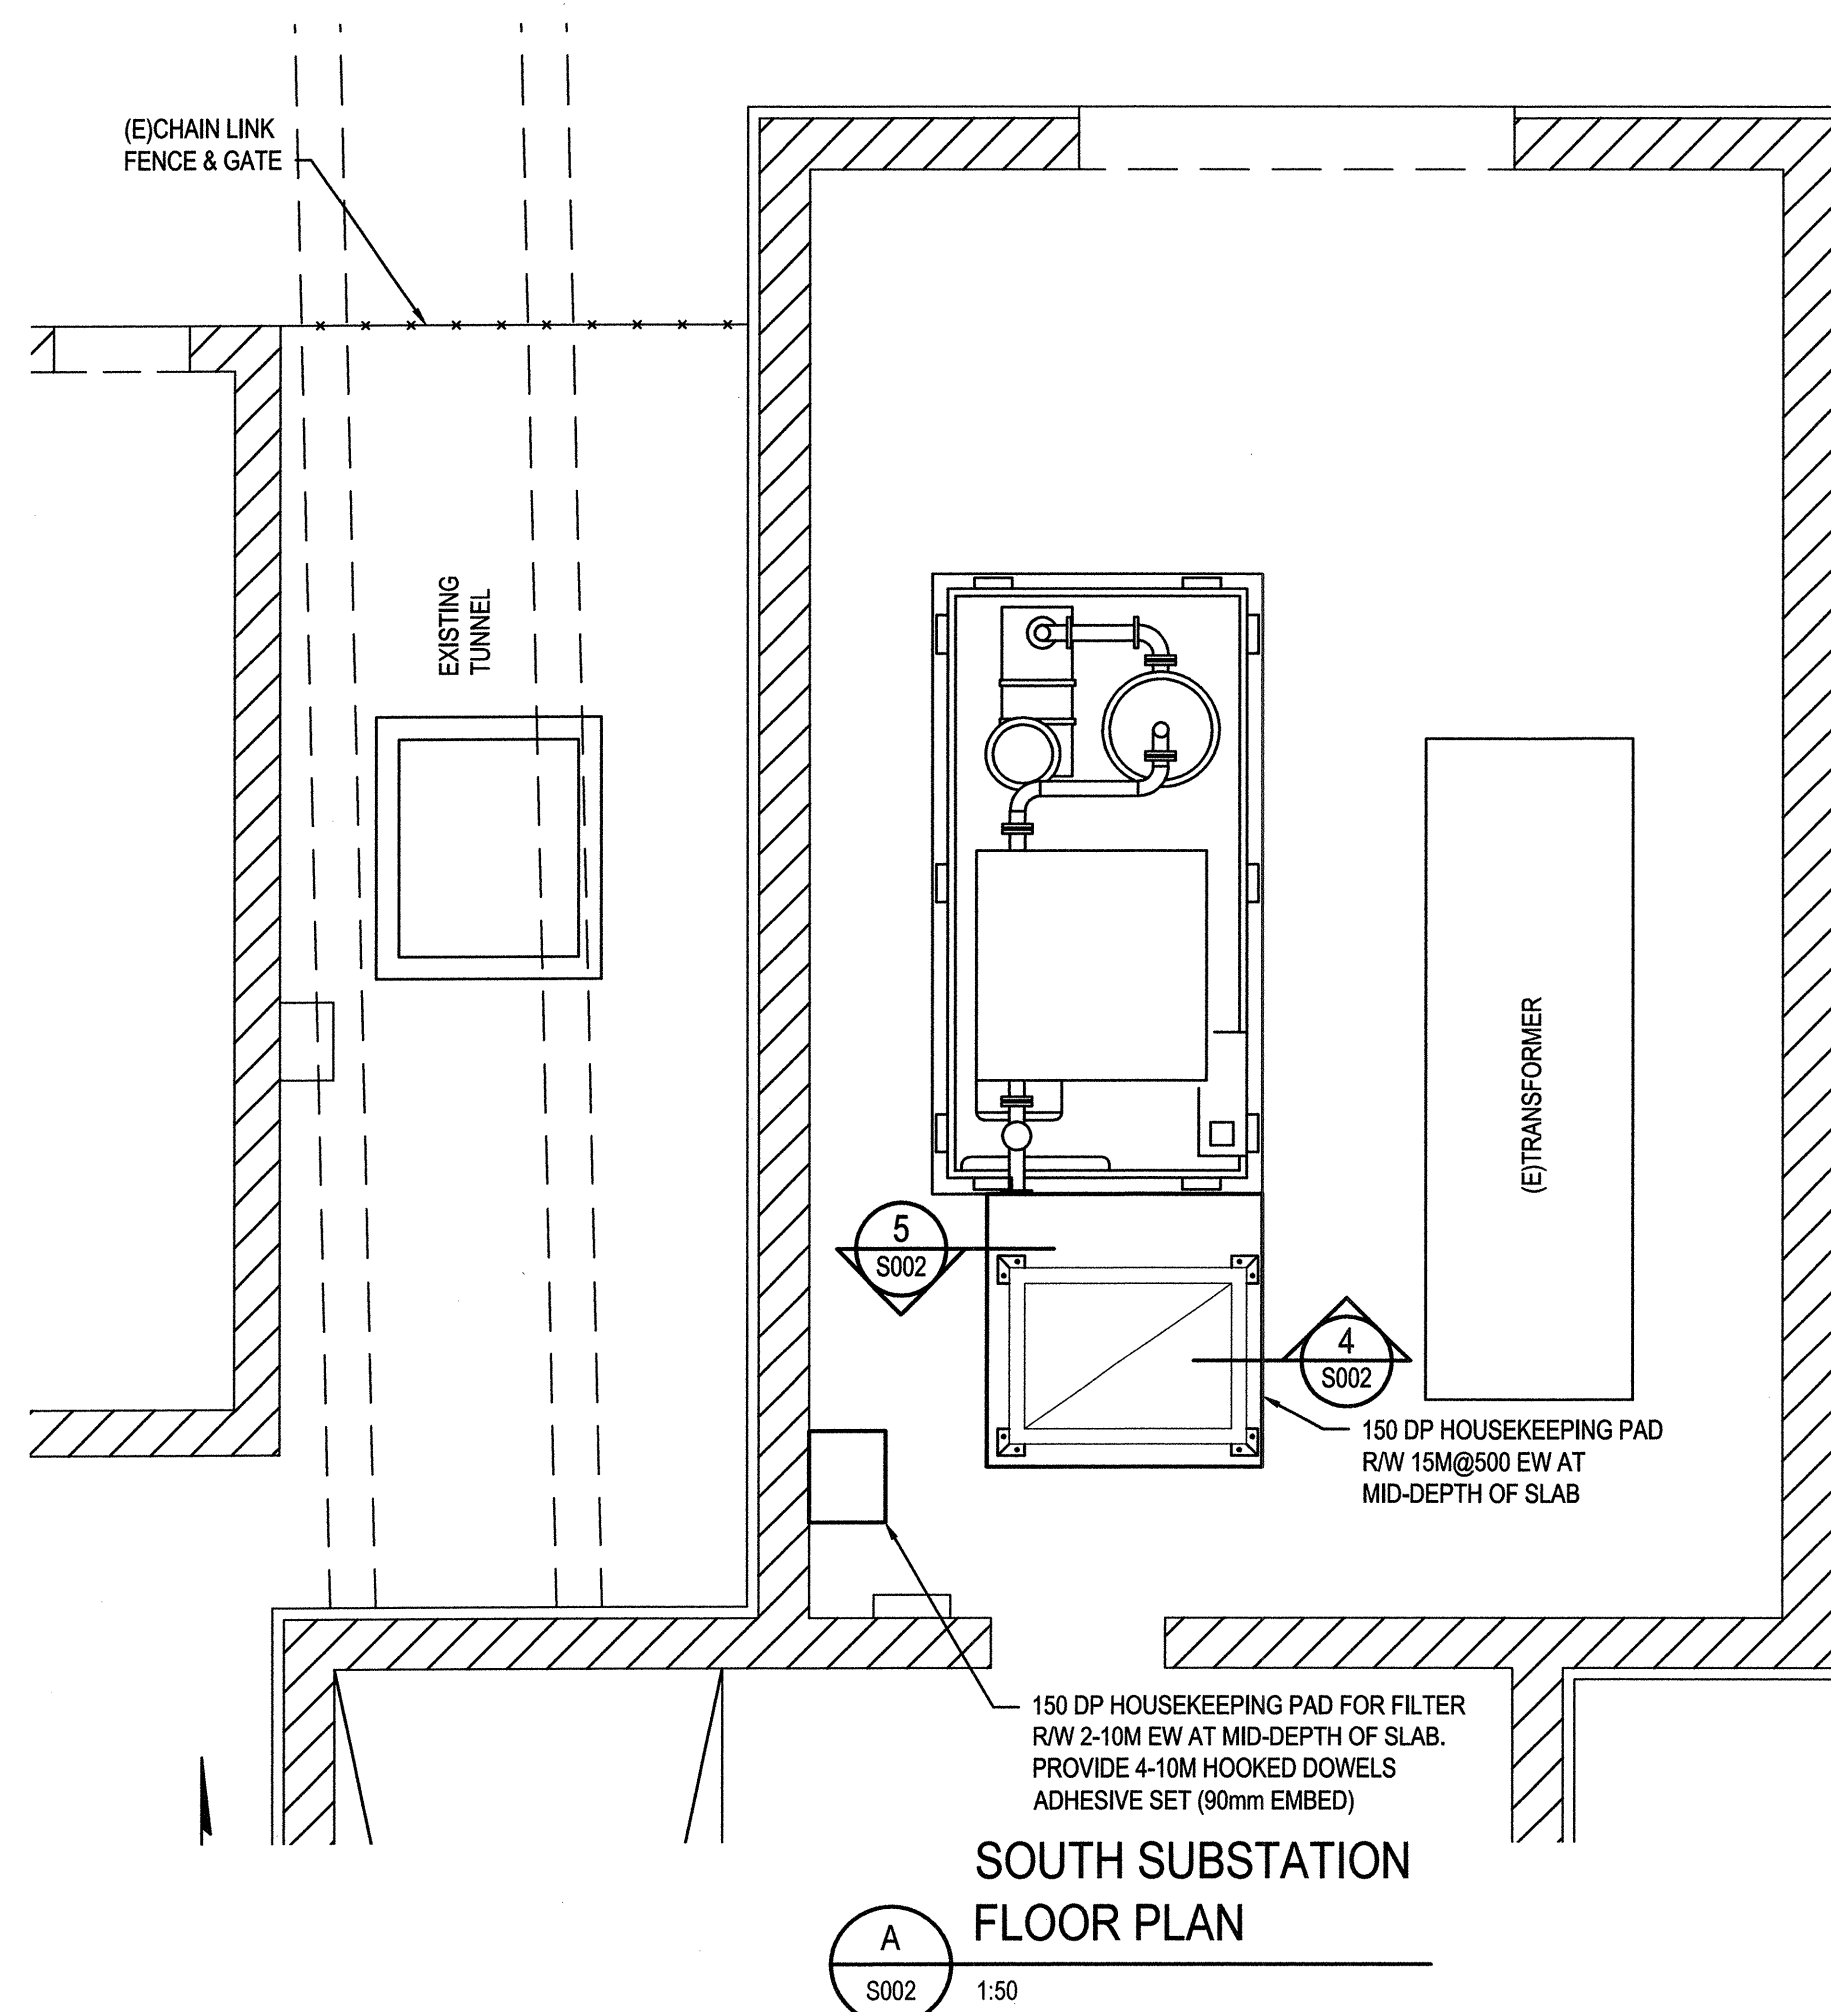 (E)CHAIN LINK
FENCE & GATE
EXISTING
TUNNEL
(E)TRANSFORMER
5
S002
4
S002
150 DP HOUSEKEEPING PAD
R/W 15M@500 EW AT
MID-DEPTH OF SLAB
150 DP HOUSEKEEPING PAD FOR FILTER
R/W 2-10M EW AT MID-DEPTH OF SLAB.
PROVIDE 4-10M HOOKED DOWELS
ADHESIVE SET (90mm EMBED)
SOUTH SUBSTATION
FLOOR PLAN
A
S002
1:50